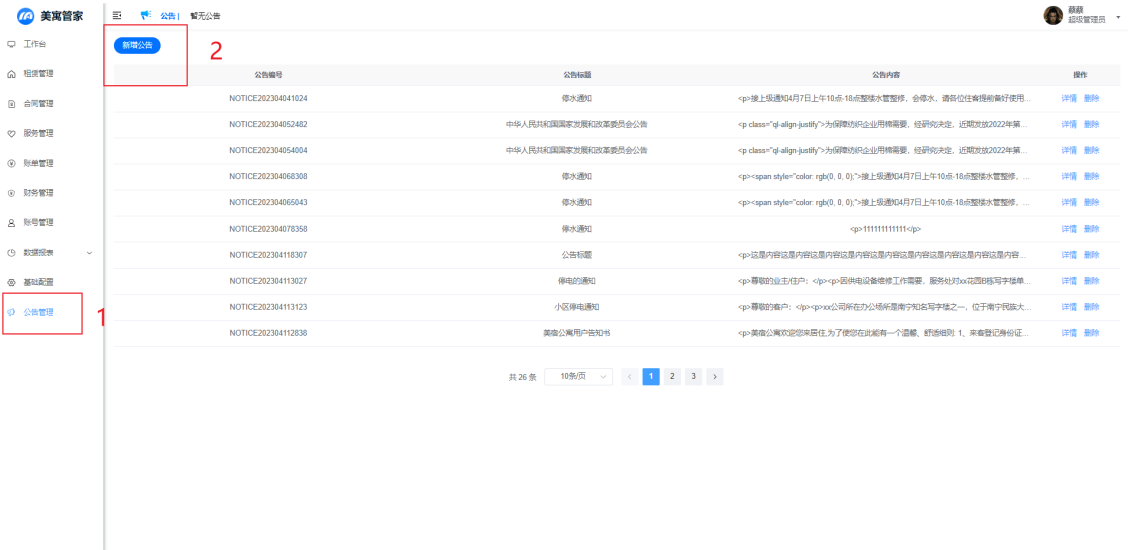 美寓管家
公告 | 暂无公告
蔡蔡
超级管理员
工作台
租赁管理
合同管理
服务管理
账单管理
财务管理
账号管理
数据报表
基础配置
公告管理
1
新增公告
2
公告编号 公告标题 公告内容 操作
NOTICE202304041024 停水通知 <p>接上级通知4月7日上午10点-18点整楼水管整修，会停水，请各位住客提前备好使用... 详情 删除
NOTICE202304052482 中华人民共和国国家发展和改革委员会公告 <p class="ql-align-justify">为保障纺织企业用棉需要，经研究决定，近期发放2022年第... 详情 删除
NOTICE202304054004 中华人民共和国国家发展和改革委员会公告 <p class="ql-align-justify">为保障纺织企业用棉需要，经研究决定，近期发放2022年第... 详情 删除
NOTICE202304068308 停水通知 <p><span style="color: rgb(0, 0, 0);">接上级通知4月7日上午10点-18点整楼水管整修，... 详情 删除
NOTICE202304065043 停水通知 <p><span style="color: rgb(0, 0, 0);">接上级通知4月7日上午10点-18点整楼水管整修，... 详情 删除
NOTICE202304078358 停水通知 <p>111111111111</p> 详情 删除
NOTICE202304118307 公告标题 <p>这是内容这是内容这是内容这是内容这是内容这是内容这是内容这是内容这是内容... 详情 删除
NOTICE202304113027 停电的通知 <p>尊敬的业主/住户：</p><p>因供电设备维修工作需要，服务处对xx花园B栋写字楼单... 详情 删除
NOTICE202304113123 小区停电通知 <p>尊敬的客户：</p><p>xx公司所在办公场所是南宁知名写字楼之一，位于南宁民族大... 详情 删除
NOTICE202304112838 美宿公寓用户告知书 <p>美宿公寓欢迎您来居住,为了使您在此能有一个温馨、舒适细则: 1、来客登记身份证... 详情 删除
共 26 条 10条/页 < 1 2 3 >